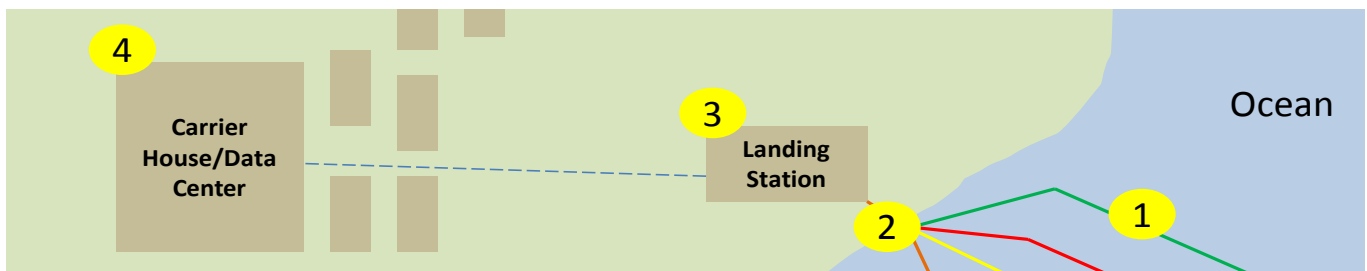 4
Carrier
House/Data
Center
3
Landing
Station
2
1
Ocean